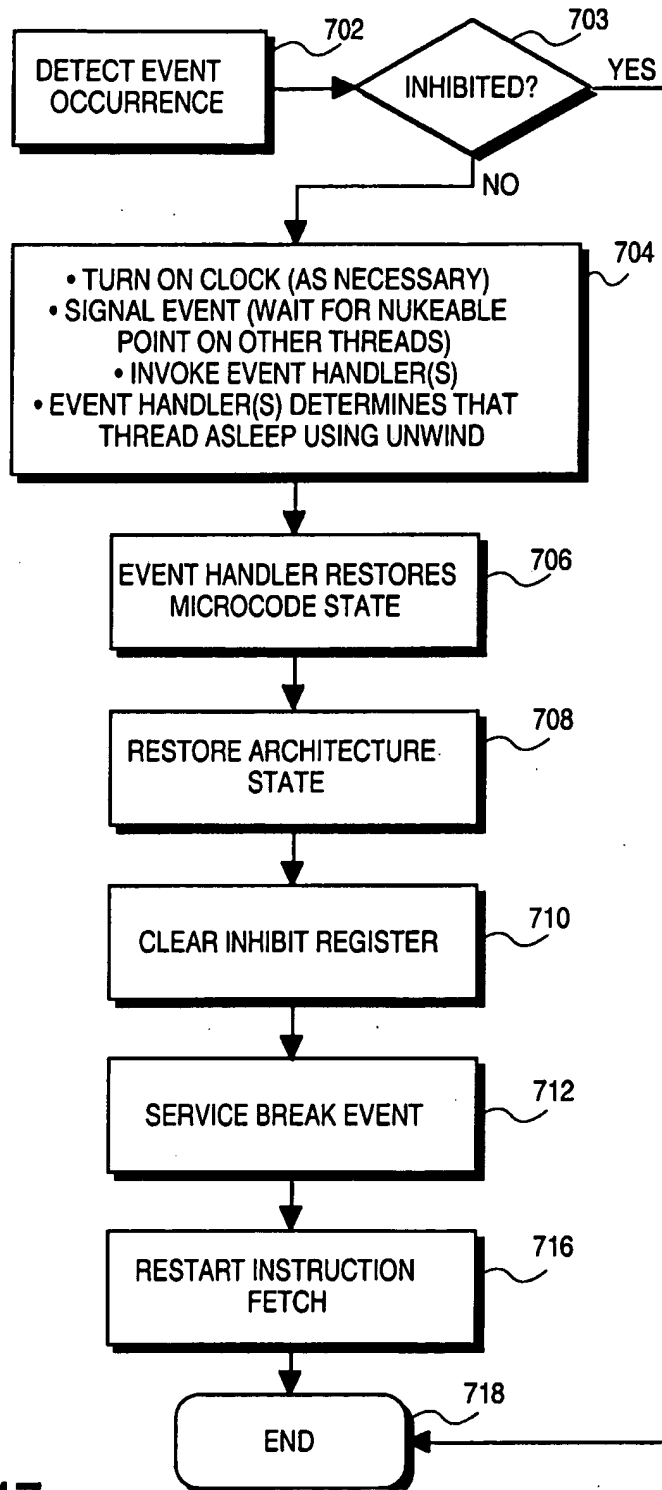 702
703
DETECT EVENT
OCCURRENCE
INHIBITED?
YES
NO
704
• TURN ON CLOCK (AS NECESSARY)
• SIGNAL EVENT (WAIT FOR NUKEABLE
POINT ON OTHER THREADS)
• INVOKE EVENT HANDLER(S)
• EVENT HANDLER(S) DETERMINES THAT
THREAD ASLEEP USING UNWIND
706
EVENT HANDLER RESTORES
MICROCODE STATE
708
RESTORE ARCHITECTURE
STATE
710
CLEAR INHIBIT REGISTER
712
SERVICE BREAK EVENT
716
RESTART INSTRUCTION
FETCH
718
END